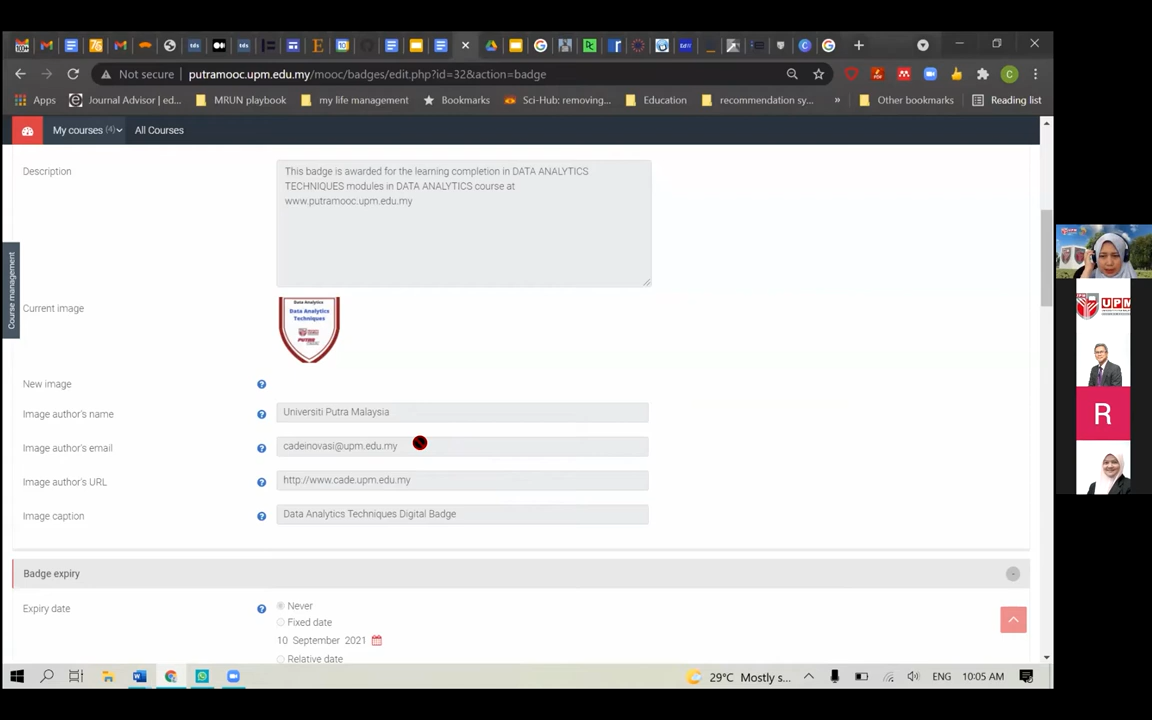 Not secure
putramooc.upm.edu.my/mooc/badges/edit.php?id=32&action=badge
C
Apps
Journal Advisor | ed...
MRUN playbook
my life management
Bookmarks
Sci-Hub: removing...
Education
recommendation sy...
»
Other bookmarks
Reading list
My courses (4)
All Courses
Description
This badge is awarded for the learning completion in DATA ANALYTICS
TECHNIQUES modules in DATA ANALYTICS course at
www.putramooc.upm.edu.my
Course management
Current image
Data Analytics
Data Analytics
Techniques
New image
Image author's name
Universiti Putra Malaysia
Image author's email
cadeinovasi@upm.edu.my
Image author's URL
http://www.cade.upm.edu.my
Image caption
Data Analytics Techniques Digital Badge
Badge expiry
Expiry date
Never
Fixed date
10 September 2021
Relative date
UPM
R
29°C Mostly s...
ENG
10:05 AM